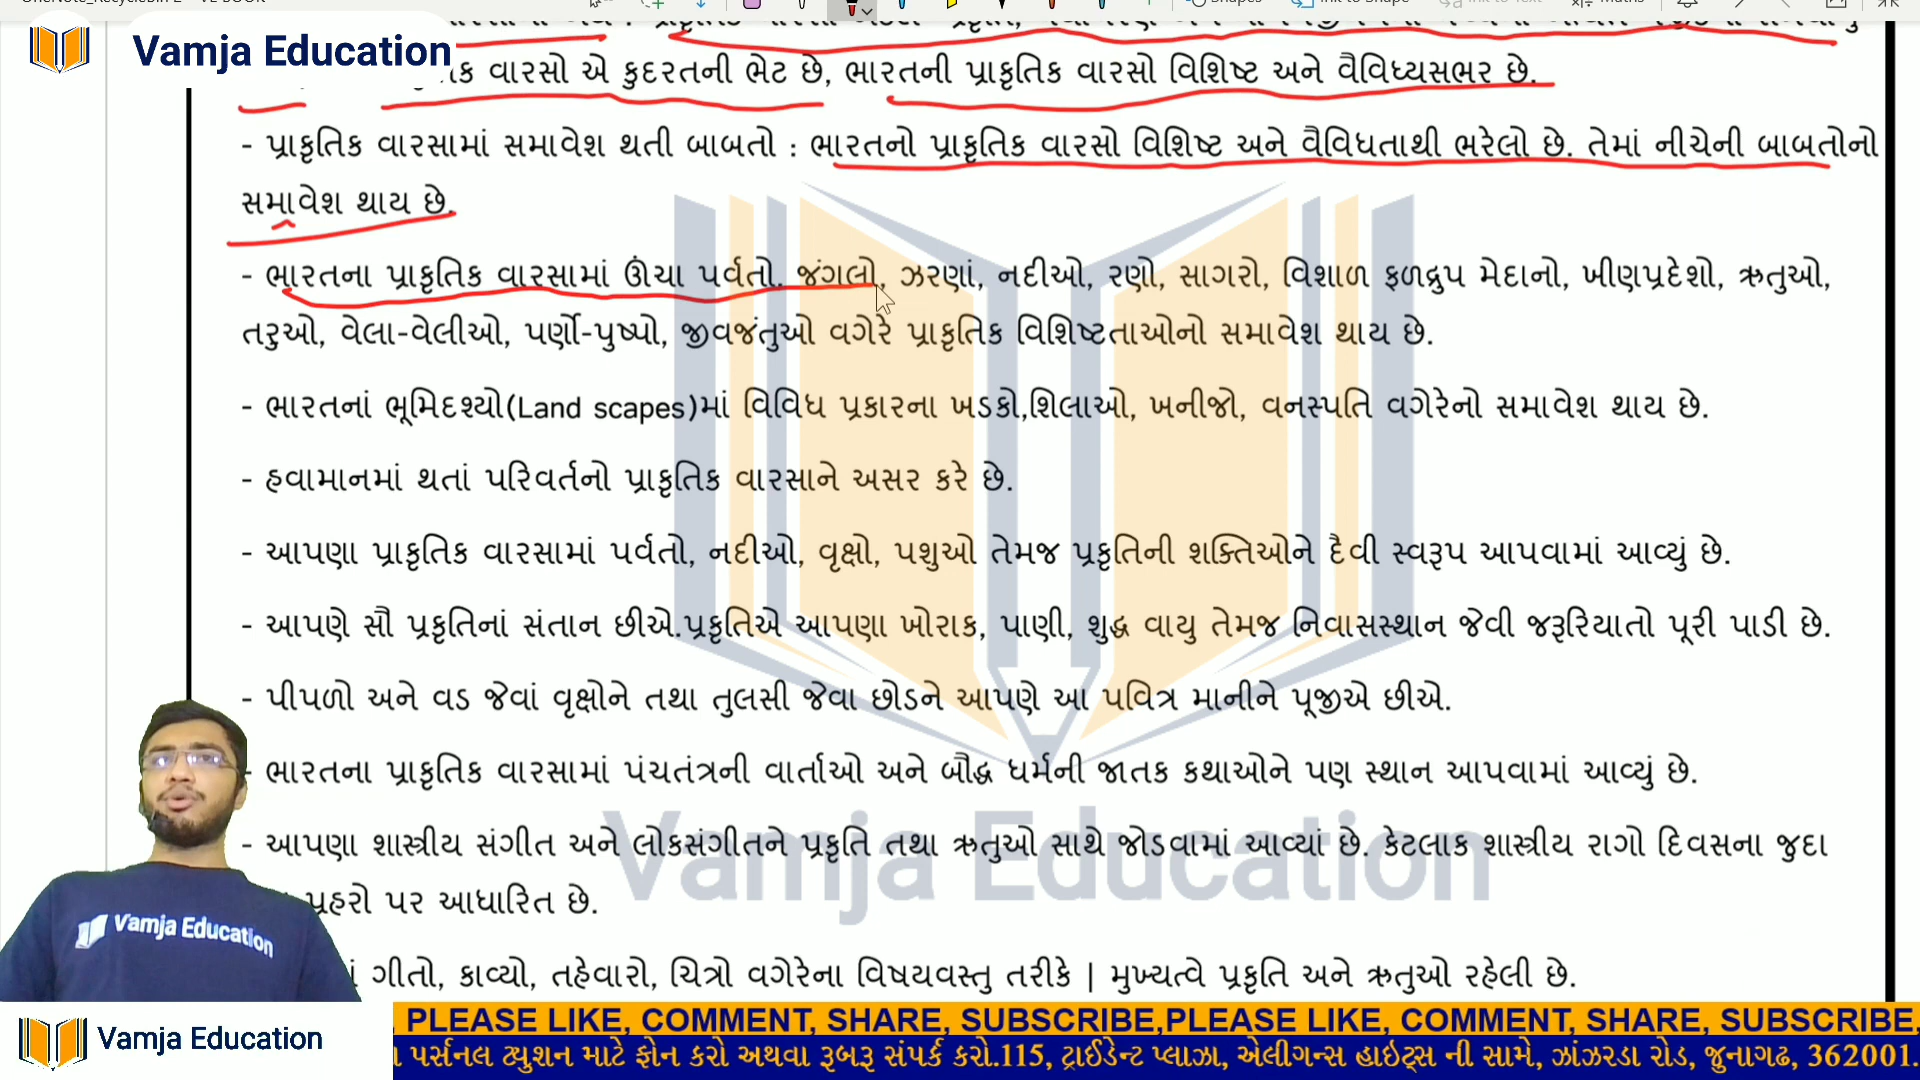 Vamja Education
વારસો એ કુદરતની ભેટ છે, ભારતની પ્રાકૃતિક વારસો વિશિષ્ટ અને વૈવિધ્યસભર છે.
- પ્રાકૃતિક વારસામાં સમાવેશ થતી બાબતો : ભારતનો પ્રાકૃતિક વારસો વિશિષ્ટ અને વૈવિધતાથી ભરેલો છે. તેમાં નીચેની બાબતોનો
સમાવેશ થાય છે.
- ભારતના પ્રાકૃતિક વારસામાં ઊંચા પર્વતો, જંગલો, ઝરણાં, નદીઓ, રણો, સાગરો, વિશાળ ફળદ્રુપ મેદાનો, ખીણપ્રદેશો, ઋતુઓ,
તરુઓ, વેલા-વેલીઓ, પર્ણો-પુષ્પો, જીવજંતુઓ વગેરે પ્રાકૃતિક વિશિષ્ટતાઓનો સમાવેશ થાય છે.
- ભારતનાં ભૂમિદશ્યો(Land scapes)માં વિવિધ પ્રકારના ખડકો,શિલાઓ, ખનીજો, વનસ્પતિ વગેરેનો સમાવેશ થાય છે.
- હવામાનમાં થતાં પરિવર્તનો પ્રાકૃતિક વારસાને અસર કરે છે.
- આપણા પ્રાકૃતિક વારસામાં પર્વતો, નદીઓ, વૃક્ષો, પશુઓ તેમજ પ્રકૃતિની શક્તિઓને દૈવી સ્વરૂપ આપવામાં આવ્યું છે.
- આપણે સૌ પ્રકૃતિનાં સંતાન છીએ.પ્રકૃતિએ આપણા ખોરાક, પાણી, શુદ્ધ વાયુ તેમજ નિવાસસ્થાન જેવી જરૂરિયાતો પૂરી પાડી છે.
- પીપળો અને વડ જેવાં વૃક્ષોને તથા તુલસી જેવા છોડને આપણે આ પવિત્ર માનીને પૂજીએ છીએ.
- ભારતના પ્રાકૃતિક વારસામાં પંચતંત્રની વાર્તાઓ અને બૌદ્ધ ધર્મની જાતક કથાઓને પણ સ્થાન આપવામાં આવ્યું છે.
- આપણા શાસ્ત્રીય સંગીત અને લોકસંગીતને પ્રકૃતિ તથા ઋતુઓ સાથે જોડવામાં આવ્યાં છે. કેટલાક શાસ્ત્રીય રાગો દિવસના જુદા
પ્રહરો પર આધારિત છે.
ગીતો, કાવ્યો, તહેવારો, ચિત્રો વગેરેના વિષયવસ્તુ તરીકે | મુખ્યત્વે પ્રકૃતિ અને ઋતુઓ રહેલી છે.
Vamja Education
Vamja Education
Vamja Education
, PLEASE LIKE, COMMENT, SHARE, SUBSCRIBE,PLEASE LIKE, COMMENT, SHARE, SUBSCRIBE,
પર્સનલ ટ્યુશન માટે ફોન કરો અથવા રૂબરૂ સંપર્ક કરો.115, ટ્રાઈડેન્ટ પ્લાઝા, એલીગન્સ હાઇટ્સ ની સામે, ઝાંઝરડા રોડ, જુનાગઢ, 362001.